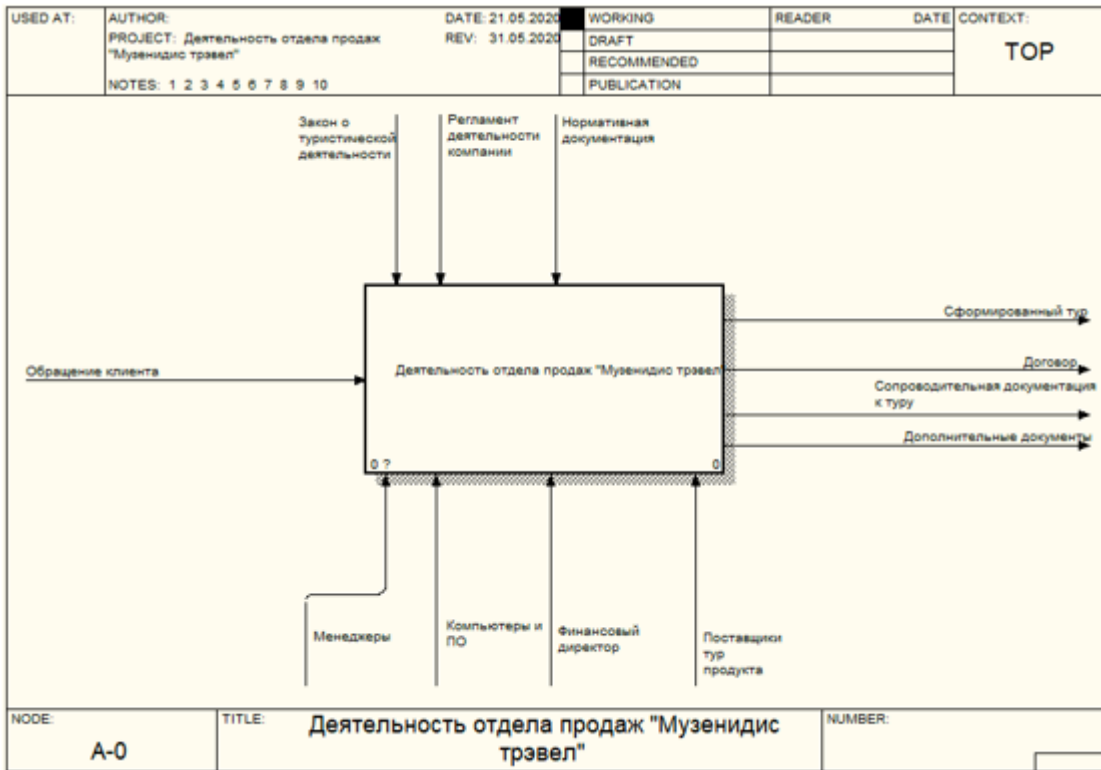 USED AT:
AUTHOR:
DATE: 21.05.2020
PROJECT: Деятельность отдела продаж
"Музенидис трэвел"
REV: 31.05.2020
NOTES: 1 2 3 4 5 6 7 8 9 10
WORKING
DRAFT
RECOMMENDED
PUBLICATION
READER
DATE
CONTEXT:
TOP
Закон о
туристической
деятельности
Регламент
деятельности
компании
Нормативная
документация
Обращение клиента
Деятельность отдела продаж "Музенидис трэвел
0 ?
0
Сформированный тур
Договор
Сопроводительная документация
к туру
Дополнительные документы
Менеджеры
Компьютеры и
ПО
Финансовый
директор
Поставщики
тур
продукта
NODE:
A-0
TITLE:
Деятельность отдела продаж "Музенидис
трэвел"
NUMBER: